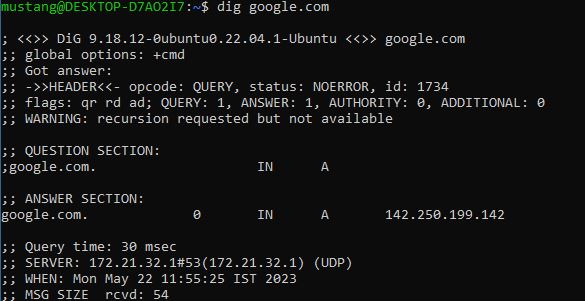 mustang@DESKTOP-D7AO2I7:~$ dig google.com
; <<>> DiG 9.18.12-0ubuntu0.22.04.1-Ubuntu <<>> google.com
;; global options: +cmd
;; Got answer:
;; ->>HEADER<<- opcode: QUERY, status: NOERROR, id: 1734
;; flags: qr rd ad; QUERY: 1, ANSWER: 1, AUTHORITY: 0, ADDITIONAL: 0
;; WARNING: recursion requested but not available
;; QUESTION SECTION:
;google.com. IN A
;; ANSWER SECTION:
google.com. 0 IN A 142.250.199.142
;; Query time: 30 msec
;; SERVER: 172.21.32.1#53(172.21.32.1) (UDP)
;; WHEN: Mon May 22 11:55:25 IST 2023
;; MSG SIZE rcvd: 54